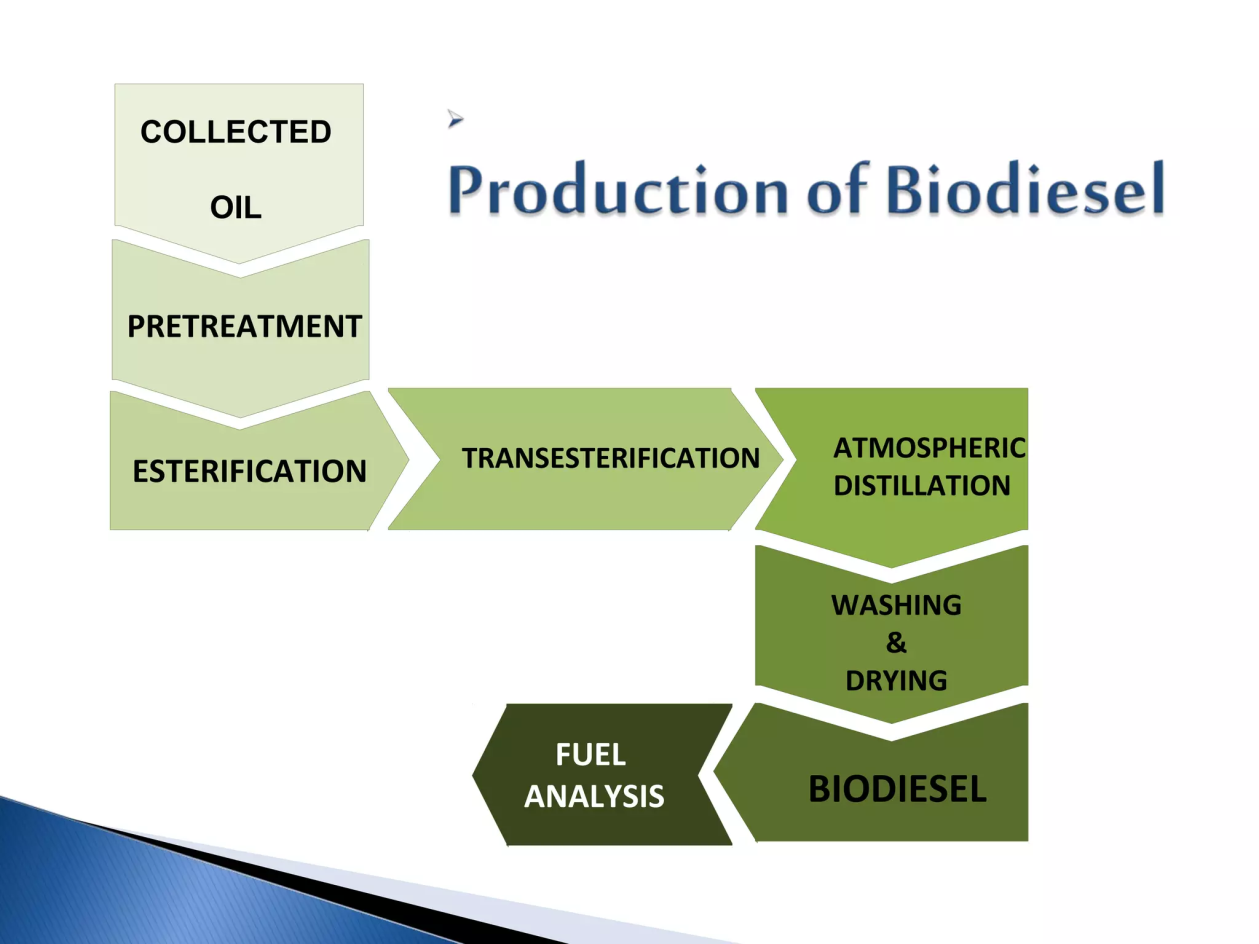 COLLECTED
OIL
Production of Biodiesel
PRETREATMENT
ESTERIFICATION
TRANSESTERIFICATION
ATMOSPHERIC
DISTILLATION
WASHING
&
DRYING
BIODIESEL
FUEL
ANALYSIS